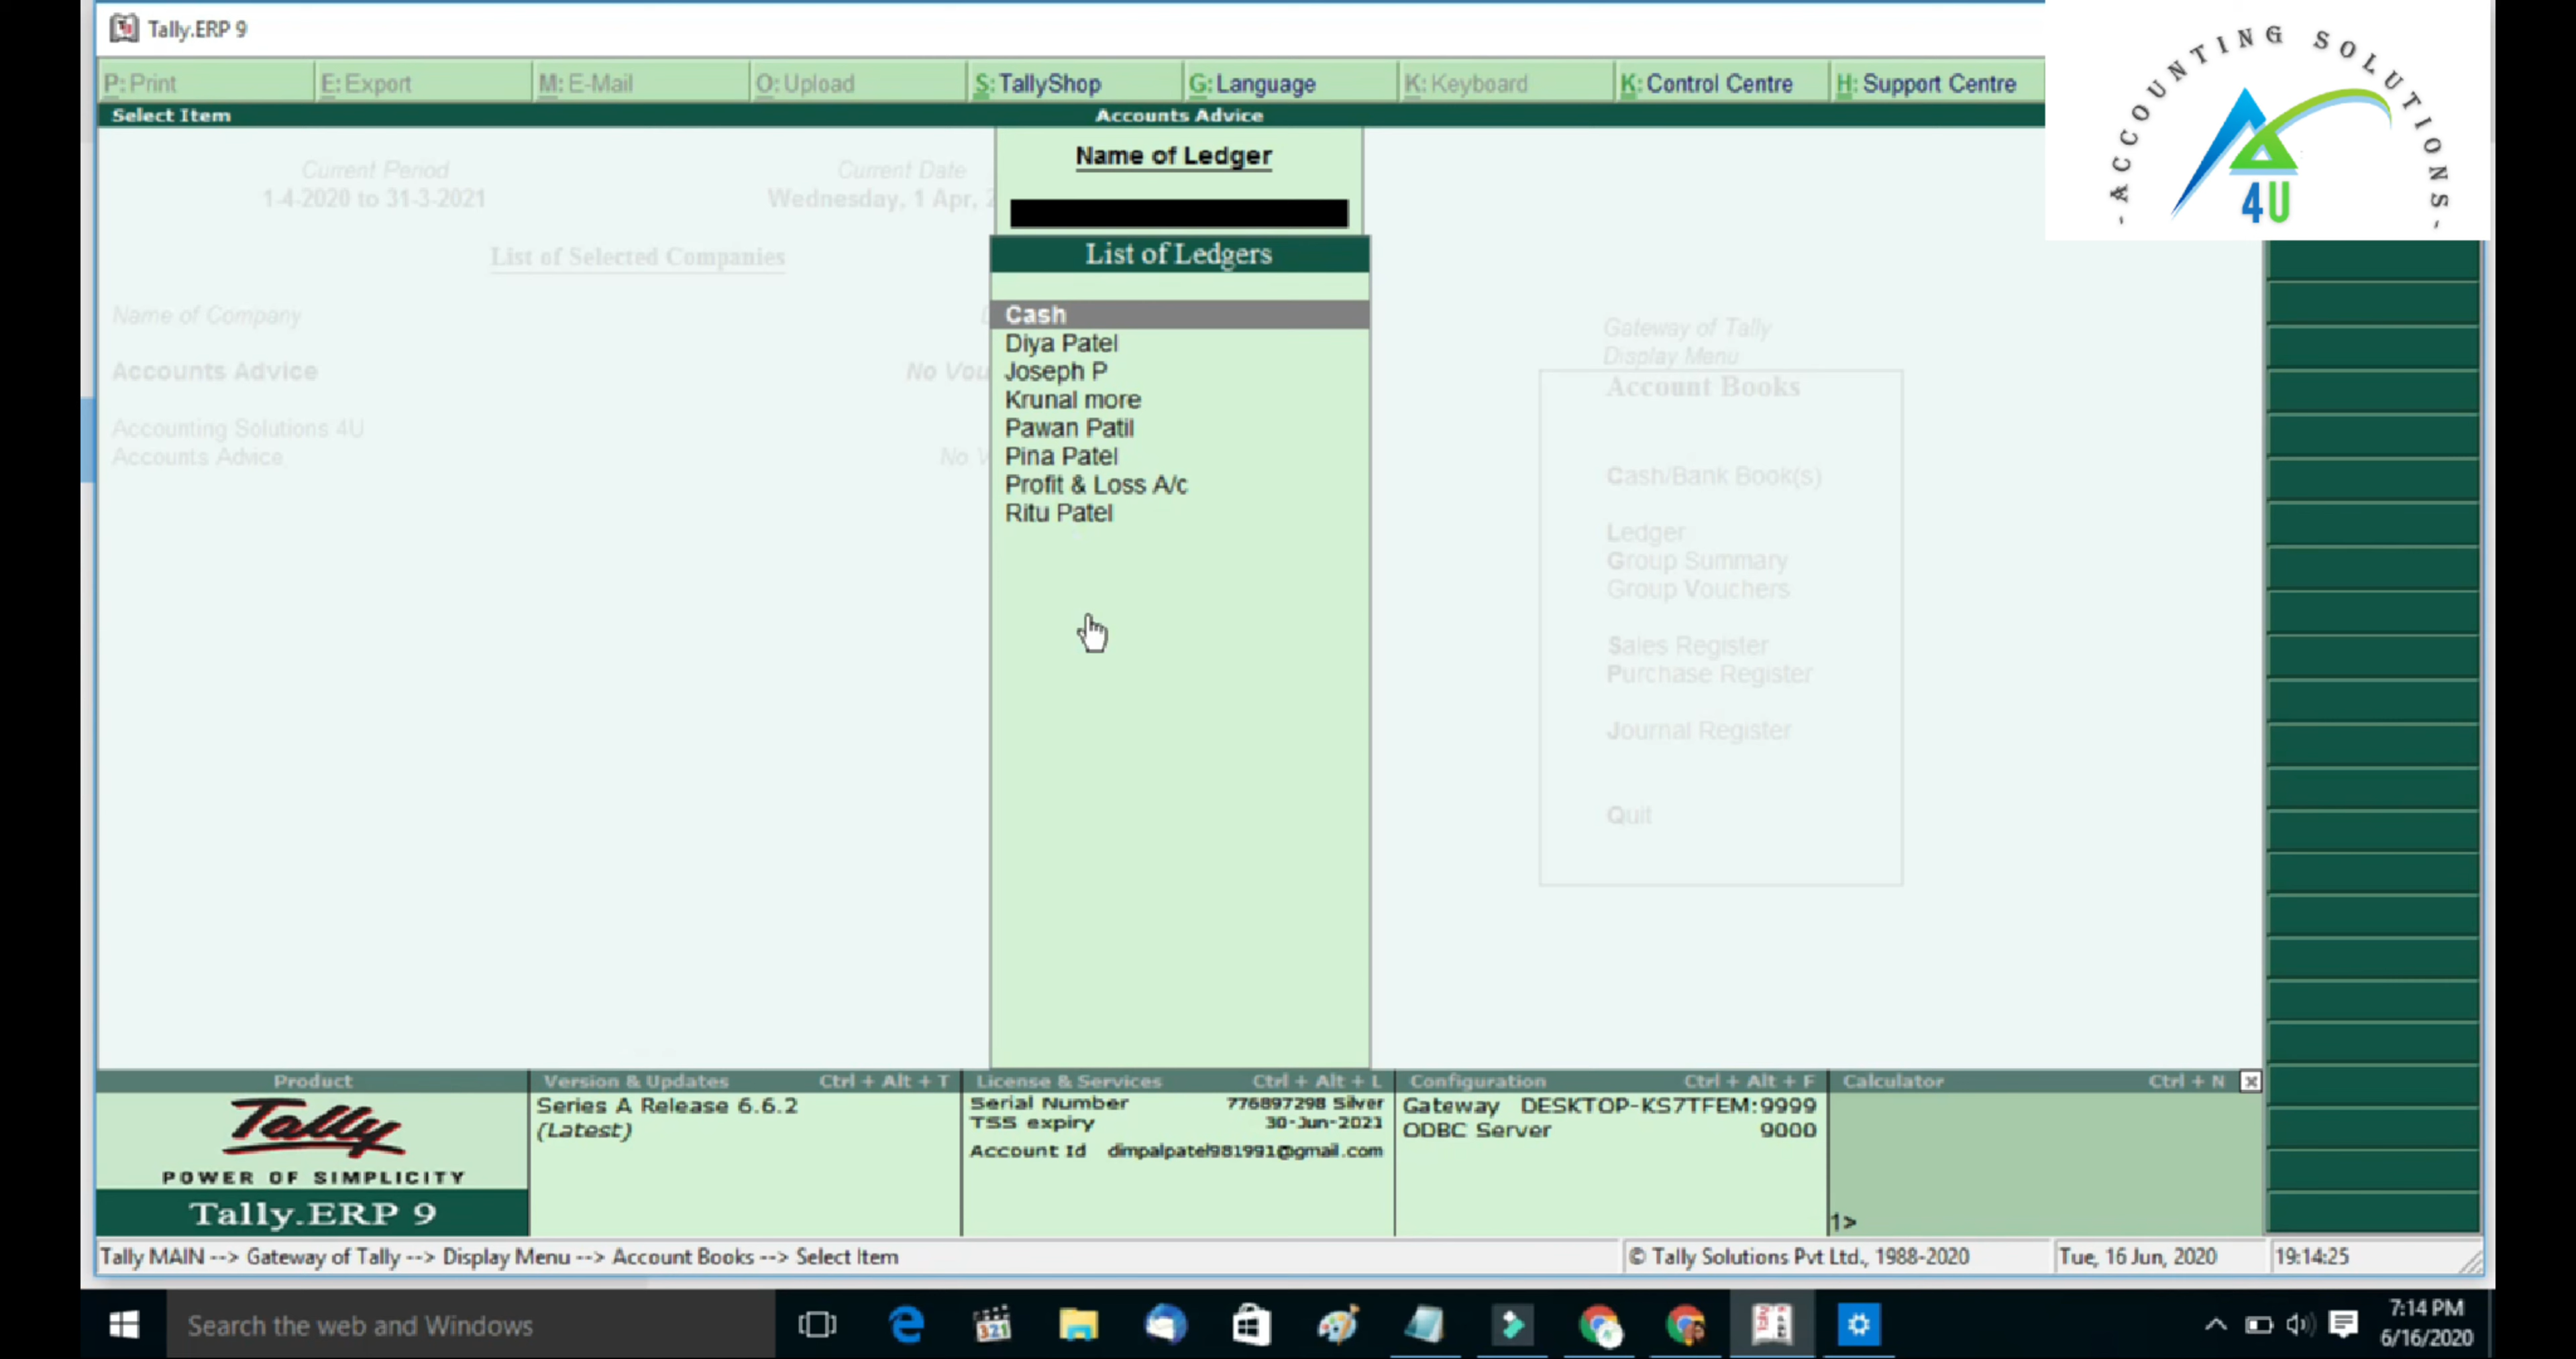 Tally.ERP 9
P: Print
E: Export
M: E-Mail
O: Upload
S: TallyShop
G: Language
K: Keyboard
K: Control Centre
H: Support Centre
- ACCOUNTING SOLUTIONS -
4U
Select Item
Accounts Advice
Current Period
1-4-2020 to 31-3-2021
Current Date
Wednesday, 1 Apr,
List of Selected Companies
Name of Company
Accounts Advice
No Vou
Accounting Solutions 4U
Accounts Advice
No V
Name of Ledger
List of Ledgers
Cash
Diya Patel
Joseph P
Krunal more
Pawan Patil
Pina Patel
Profit & Loss A/c
Ritu Patel
Gateway of Tally
Display Menu
Account Books
Cash/Bank Book(s)
Ledger
Group Summary
Group Vouchers
Sales Register
Purchase Register
Journal Register
Quit
Product
Tally
POWER OF SIMPLICITY
Tally.ERP 9
Version & Updates Ctrl + Alt + T
Series A Release 6.6.2
(Latest)
License & Services Ctrl + Alt + L
Serial Number 776897298 Silver
TSS expiry 30-Jun-2021
Account Id dimpalpatel981991@gmail.com
Configuration Ctrl + Alt + F
Gateway DESKTOP-KS7TFEM:9999
ODBC Server 9000
Calculator Ctrl + N
1>
Tally MAIN --> Gateway of Tally --> Display Menu --> Account Books --> Select Item
© Tally Solutions Pvt Ltd., 1988-2020
Tue, 16 Jun, 2020
19:14:25
Search the web and Windows
321
7:14 PM
6/16/2020